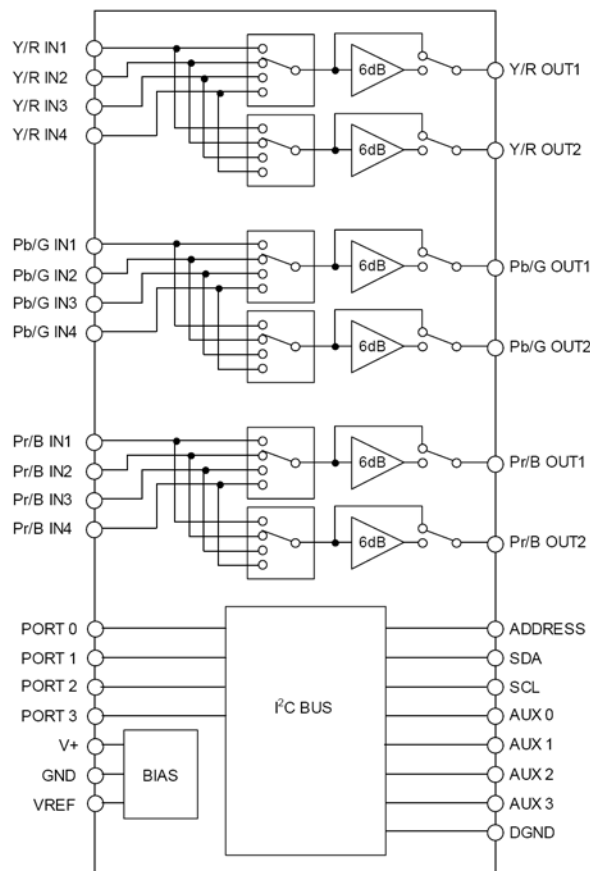 Y/R IN1
Y/R IN2
Y/R IN3
Y/R IN4
6dB
Y/R OUT1
6dB
Y/R OUT2
Pb/G IN1
Pb/G IN2
Pb/G IN3
Pb/G IN4
6dB
Pb/G OUT1
6dB
Pb/G OUT2
Pr/B IN1
Pr/B IN2
Pr/B IN3
Pr/B IN4
6dB
Pr/B OUT1
6dB
Pr/B OUT2
PORT 0
PORT 1
PORT 2
PORT 3
V+
GND
VREF
BIAS
I²C BUS
ADDRESS
SDA
SCL
AUX 0
AUX 1
AUX 2
AUX 3
DGND